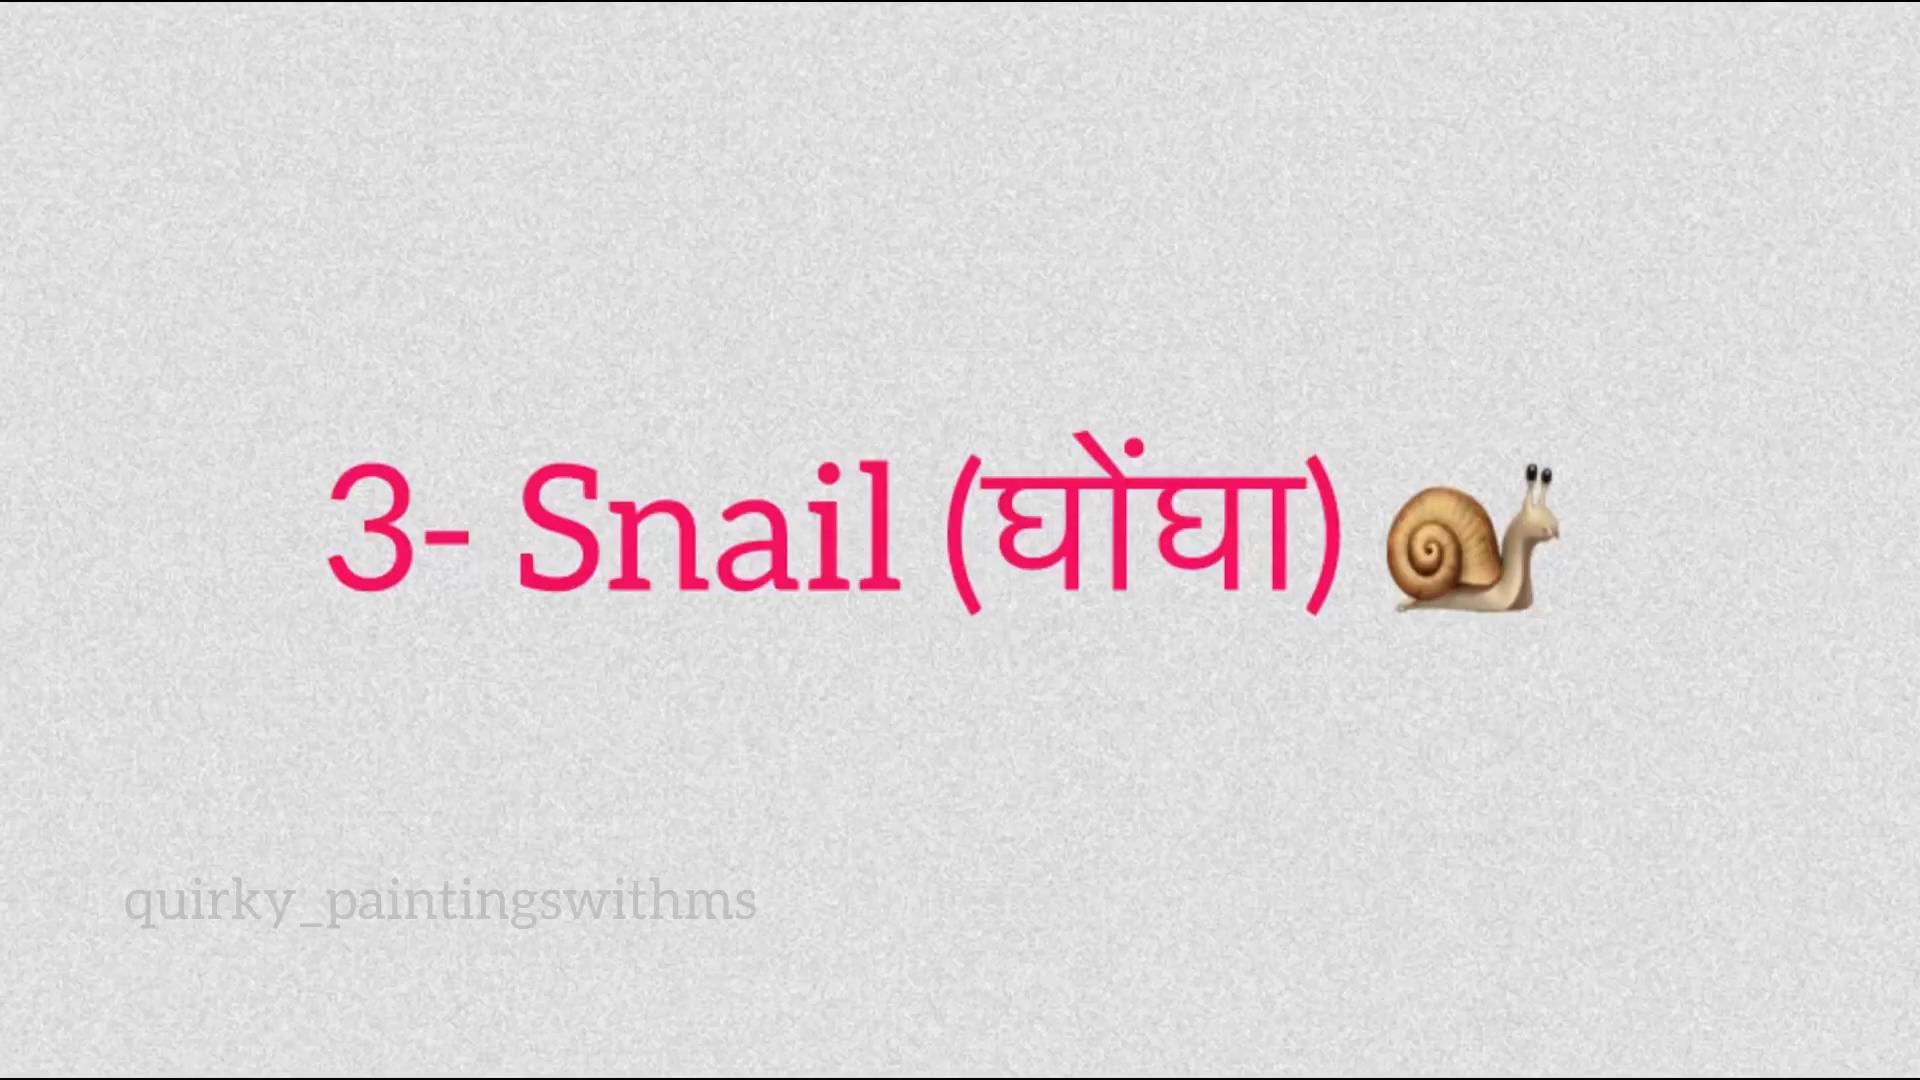 3- Snail (घोंघा) 🐌
quirky_paintingswithms